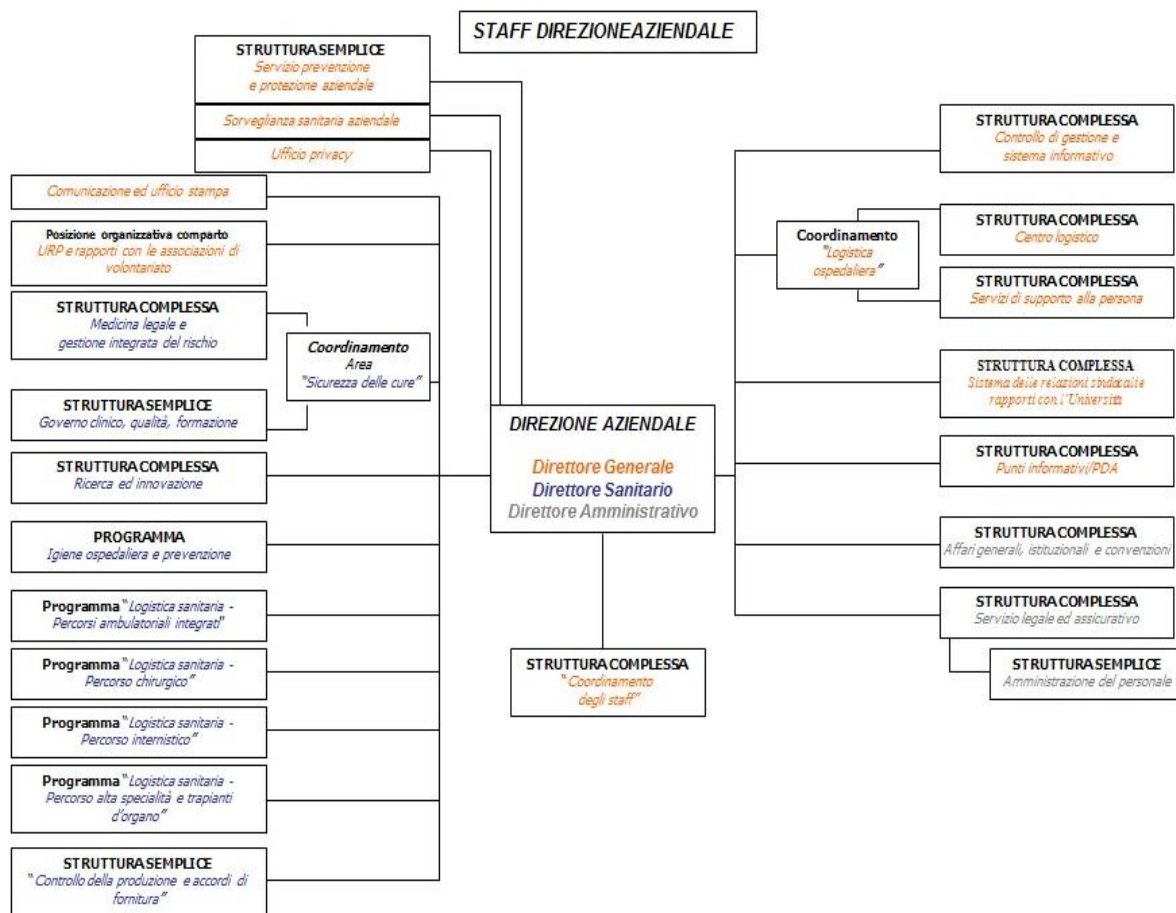 STAFF DIREZIONEAZIENDALE
STRUTTURA SEMPLICE
Servizio prevenzione
e protezione aziendale
Sorveglianza sanitaria aziendale
Ufficio privacy
Comunicazione ed ufficio stampa
Posizione organizzativa comparto
URP e rapporti con le associazioni di
volontariato
STRUTTURA COMPLESSA
Medicina legale e
gestione integrata del rischio
Coordinamento
Area
"Sicurezza delle cure"
STRUTTURA SEMPLICE
Governo clinico, qualità, formazione
STRUTTURA COMPLESSA
Ricerca ed innovazione
PROGRAMMA
Igiene ospedaliera e prevenzione
Programma "Logistica sanitaria -
Percorsi ambulatoriali integrati"
Programma "Logistica sanitaria -
Percorso chirurgico"
Programma "Logistica sanitaria -
Percorso internistico"
Programma "Logistica sanitaria -
Percorso alta specialità e trapianti
d'organo"
STRUTTURA SEMPLICE
"Controllo della produzione e accordi di
fornitura"
DIREZIONE AZIENDALE
Direttore Generale
Direttore Sanitario
Direttore Amministrativo
STRUTTURA COMPLESSA
"Coordinamento
degli staff"
STRUTTURA COMPLESSA
Controllo di gestione e
sistema informativo
Coordinamento
"Logistica
ospedaliera"
STRUTTURA COMPLESSA
Centro logistico
STRUTTURA COMPLESSA
Servizi di supporto alla persona
STRUTTURA COMPLESSA
Sistema delle relazioni sindacali e
rapporti con l'Università
STRUTTURA COMPLESSA
Punti informativi/PDA
STRUTTURA COMPLESSA
Affari generali, istituzionali e convenzioni
STRUTTURA COMPLESSA
Servizio legale ed assicurativo
STRUTTURA SEMPLICE
Amministrazione del personale